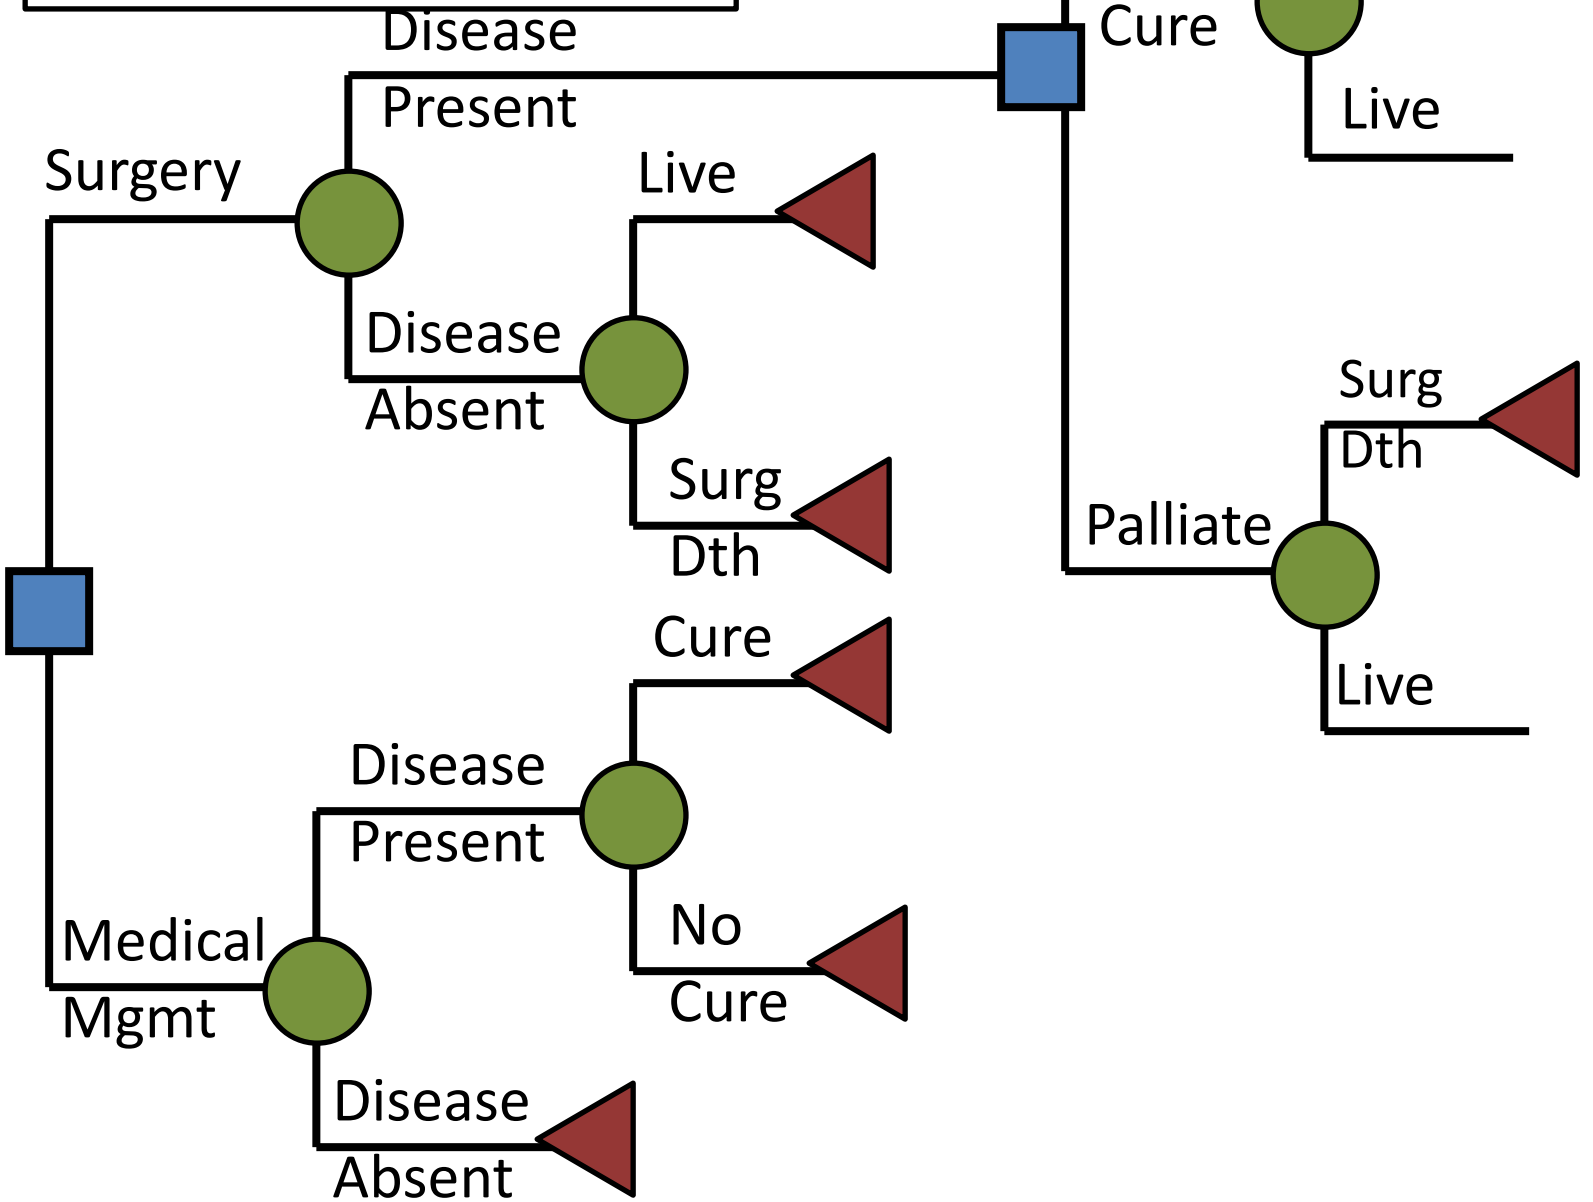 Disease
Present
Cure
Live
Surgery
Live
Disease
Absent
Surg
Dth
Surg
Dth
Palliate
Cure
Live
Disease
Present
No
Cure
Medical
Mgmt
Disease
Absent